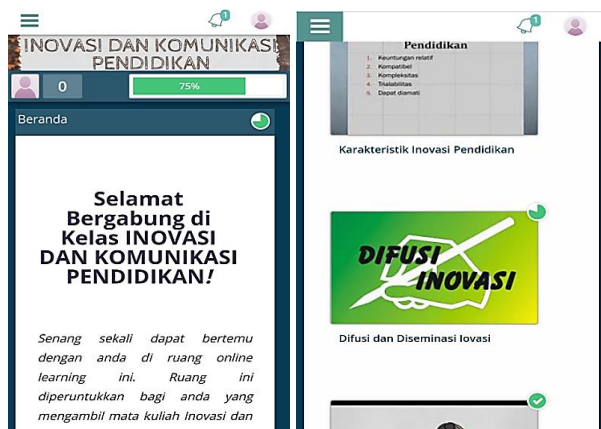 1
INOVASI DAN KOMUNIKASI
PENDIDIKAN
0
75%
Beranda
Selamat
Bergabung di
Kelas INOVASI
DAN KOMUNIKASI
PENDIDIKAN!
Senang sekali dapat bertemu
dengan anda di ruang online
learning ini. Ruang ini
diperuntukkan bagi anda yang
mengambil mata kuliah Inovasi dan
1
Pendidikan
1. Keuntungan relatif
2. Kompatibel
3. Kompleksitas
4. Trialabilitas
5. Dapat diamati
Karakteristik Inovasi Pendidikan
DIFUSI
INOVASI
Difusi dan Diseminasi Iovasi